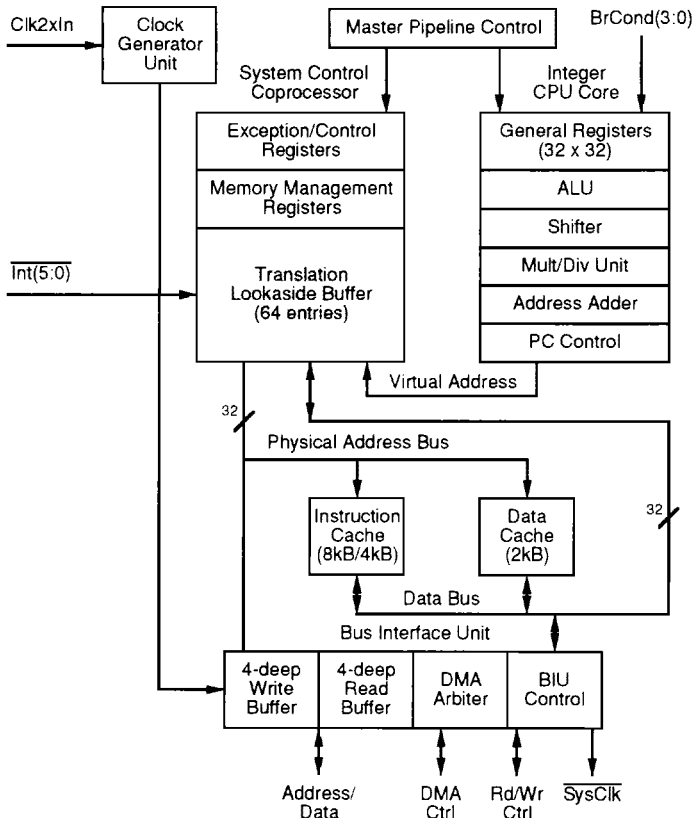 Clk2xIn
Clock
Generator
Unit
Master Pipeline Control
BrCond(3:0)
System Control
Coprocessor
Integer
CPU Core
Exception/Control
Registers
Memory Management
Registers
Translation
Lookaside Buffer
(64 entries)
General Registers
(32 x 32)
ALU
Shifter
Mult/Div Unit
Address Adder
PC Control
Int(5:0)
Virtual Address
32
Physical Address Bus
Instruction
Cache
(8kB/4kB)
Data
Cache
(2kB)
32
Data Bus
Bus Interface Unit
4-deep
Write
Buffer
4-deep
Read
Buffer
DMA
Arbiter
BIU
Control
Address/
Data
DMA
Ctrl
Rd/Wr
Ctrl
SysClk